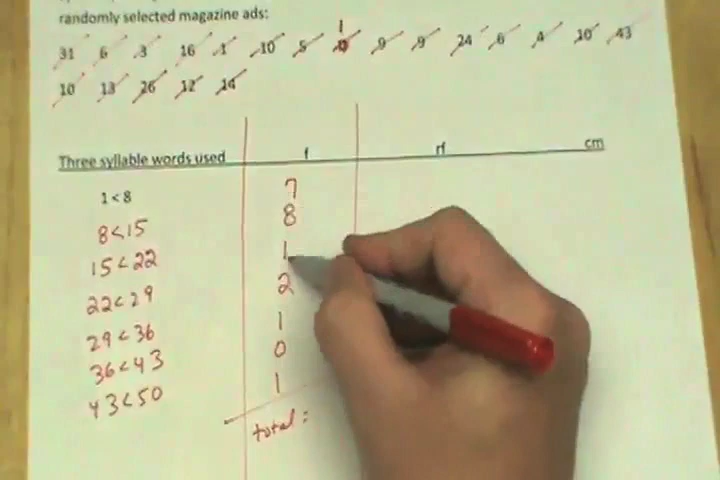 randomly selected magazine ads:
1
31 6 3 16 1 10 5 0 9 9 24 6 4 10 43
10 13 26 12 14
Three syllable words used f rf cm
1<8 7
8<15 8
15<22 1
22<29 2
29<36 1
36<43 0
43<50 1
total: